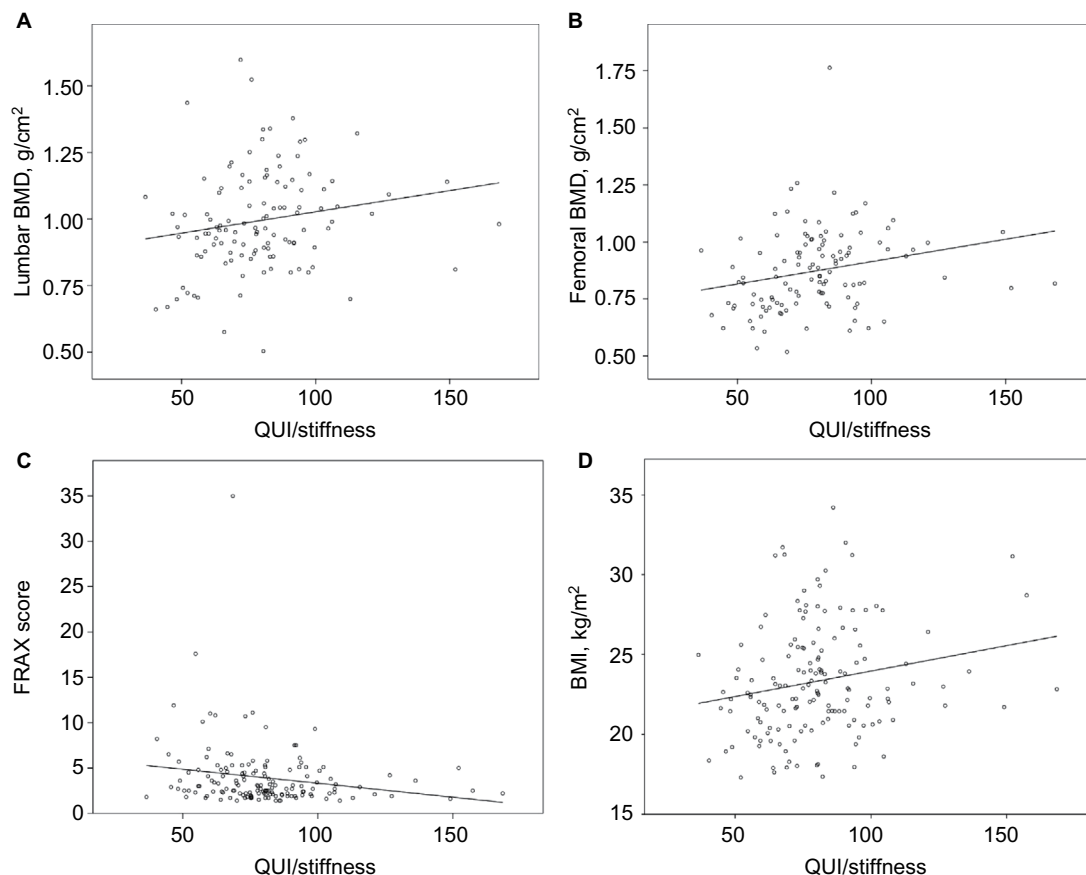 A
Lumbar BMD, g/cm²
1.50
1.25
1.00
0.75
0.50
50 100 150
QUI/stiffness
B
Femoral BMD, g/cm²
1.75
1.50
1.25
1.00
0.75
0.50
50 100 150
QUI/stiffness
C
FRAX score
35
30
25
20
15
10
5
0
50 100 150
QUI/stiffness
D
BMI, kg/m²
35
30
25
20
15
50 100 150
QUI/stiffness